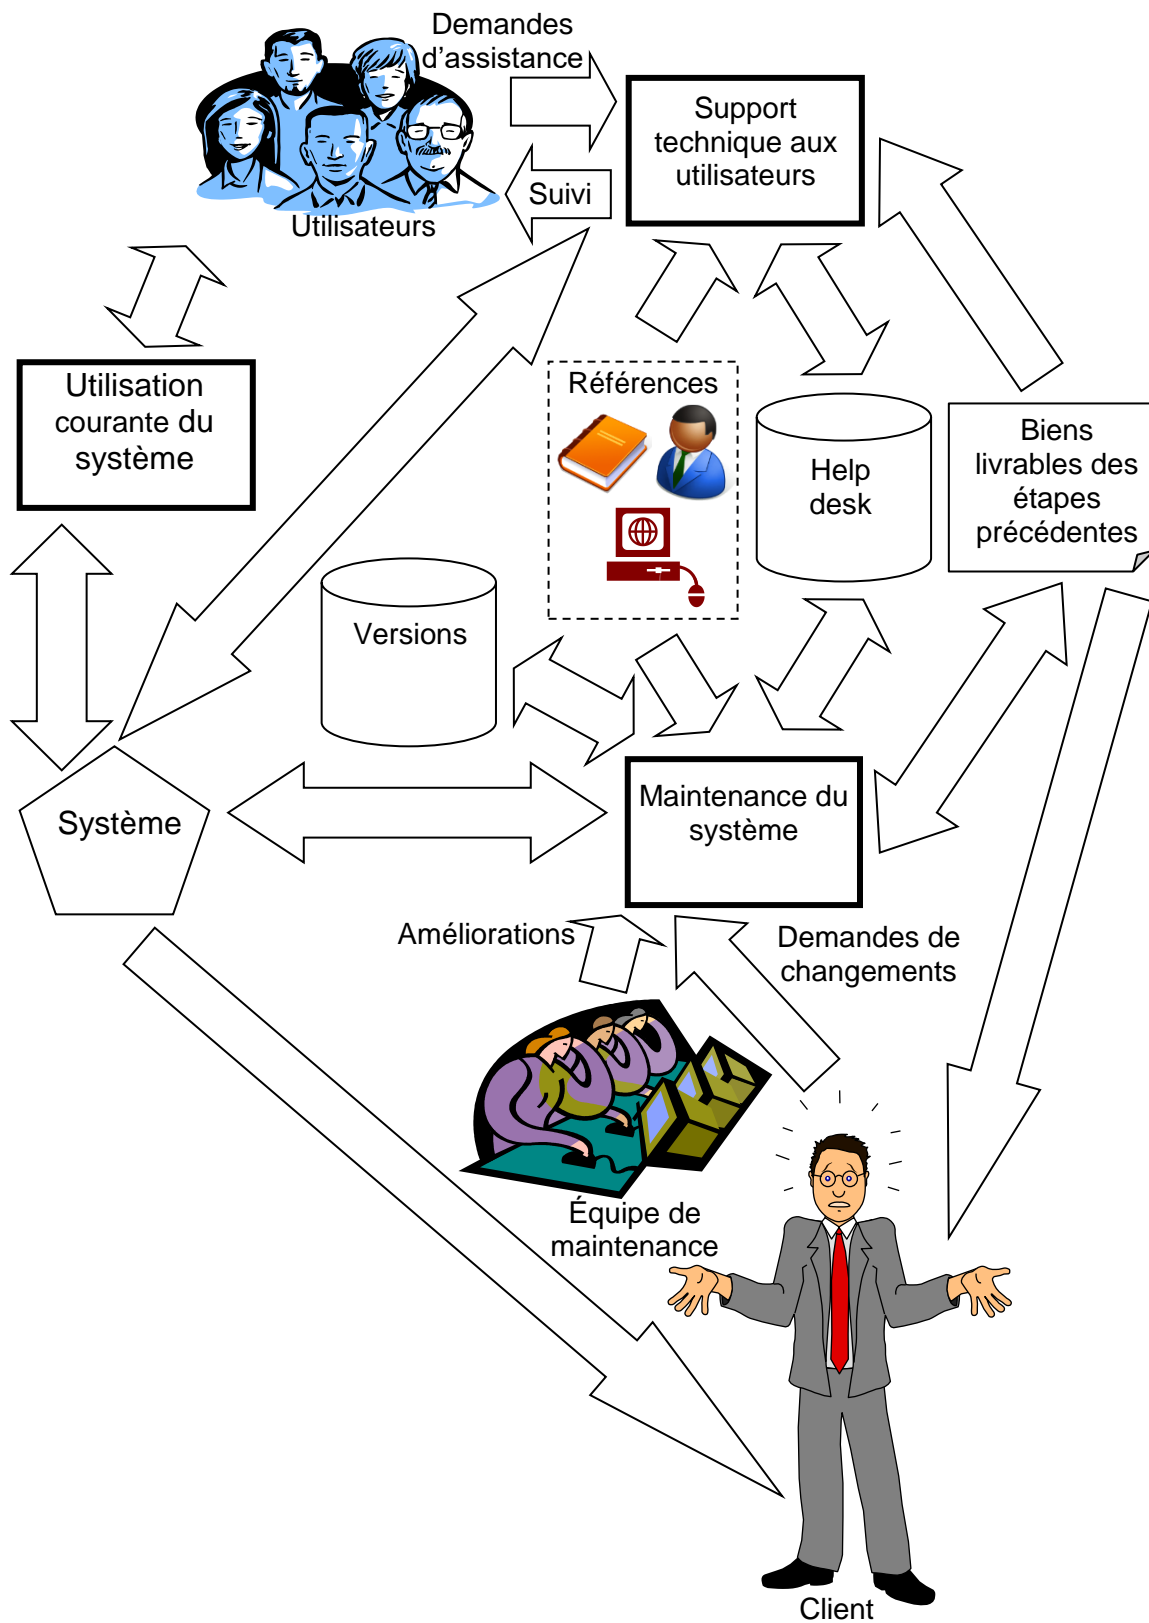 Demandes
d'assistance
Support
technique aux
utilisateurs
Suivi
Utilisateurs
Utilisation
courante du
système
Références
Help
desk
Biens
livrables des
étapes
précédentes
Versions
Maintenance du
système
Système
Améliorations
Demandes de
changements
Équipe de
maintenance
Client